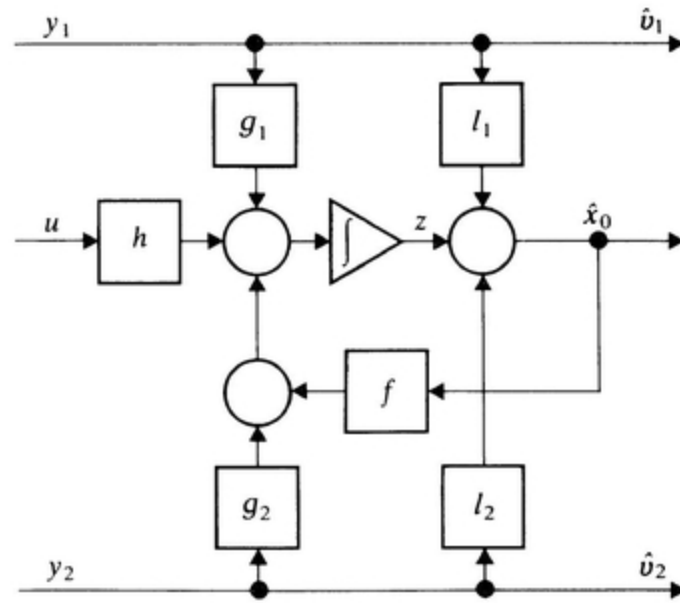 y₁ v̂₁
g₁ l₁
u h ∫ z x̂₀
f
g₂ l₂
y₂ v̂₂